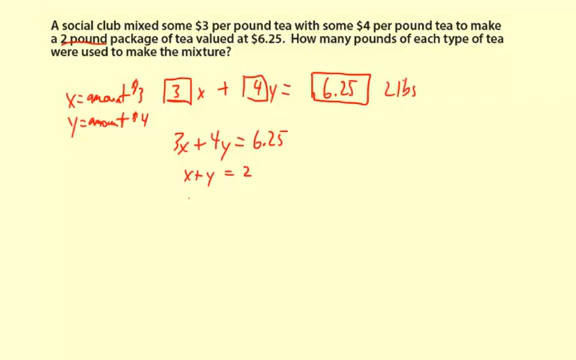 A social club mixed some $3 per pound tea with some $4 per pound tea to make
a 2 pound package of tea valued at $6.25. How many pounds of each type of tea
were used to make the mixture?
x=amount $3 3 x + 4 y = 6.25 2 lbs
y=amount $4
3x + 4y = 6.25
x+y = 2